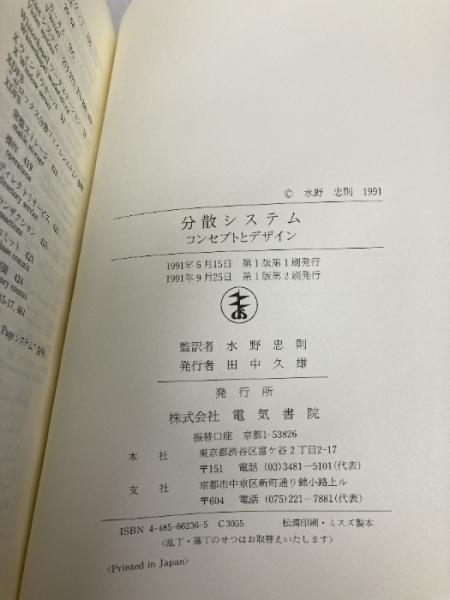 © 水野 忠則 1991
分散システム
コンセプトとデザイン
1991年6月15日 第1版第1刷発行
1991年9月25日 第1版第2刷発行
監訳者 水野忠則
発行者 田中久雄
発行所
株式会社 電気書院
振替口座 京都1-53826
本社 東京都渋谷区富ケ谷2丁目2-17
〒151 電話 (03)3481-5101(代表)
支社 京都市中京区新町通り錦小路上ル
〒604 電話 (075)221-7881(代表)
ISBN 4-485-66236-5 C3055 松浦印刷・ミスズ製本
〈乱丁・落丁のせつはお取替えいたします〉
〈Printed in Japan〉